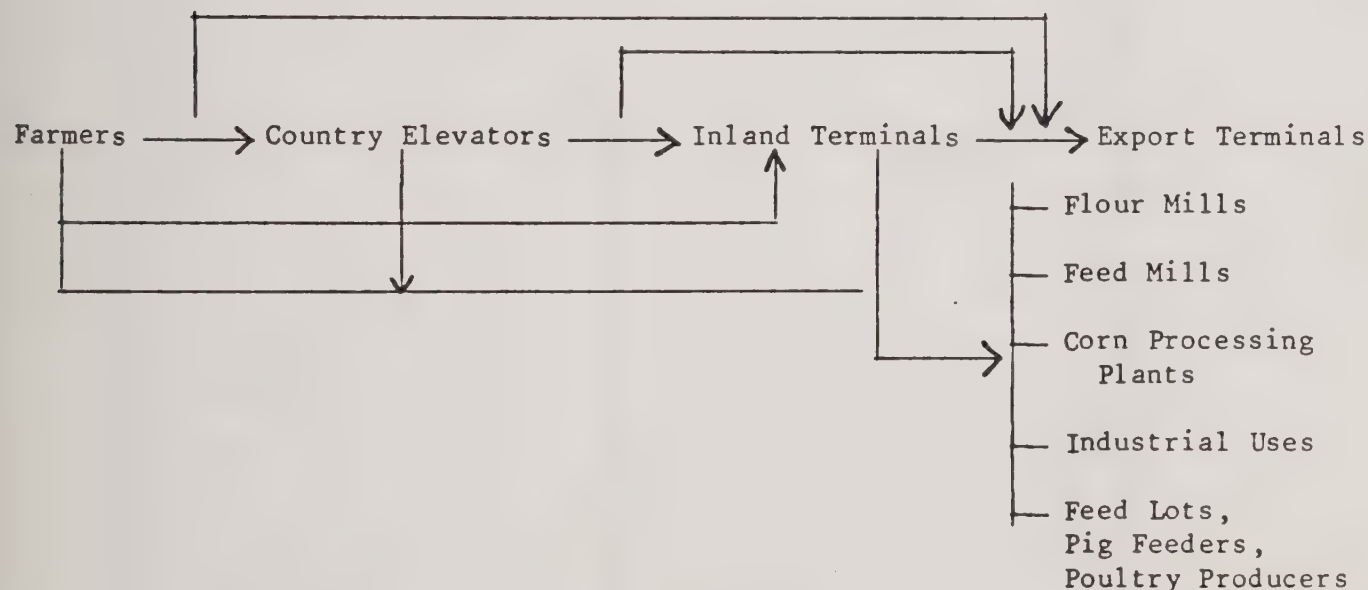 Farmers Country Elevators Inland Terminals Export Terminals
Flour Mills
Feed Mills
Corn Processing
Plants
Industrial Uses
Feed Lots,
Pig Feeders,
Poultry Producers